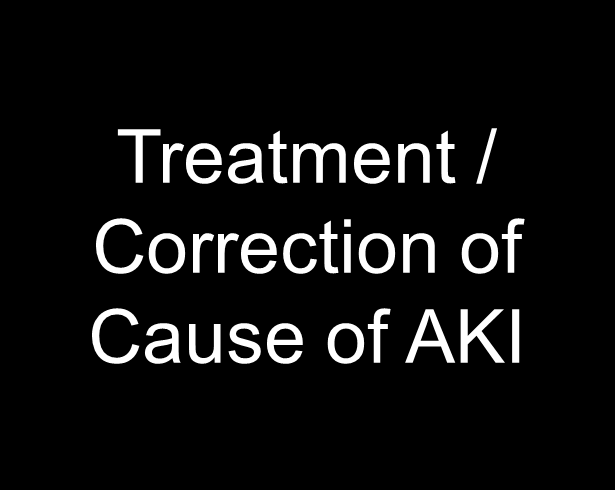 Treatment /
Correction of
Cause of AKI